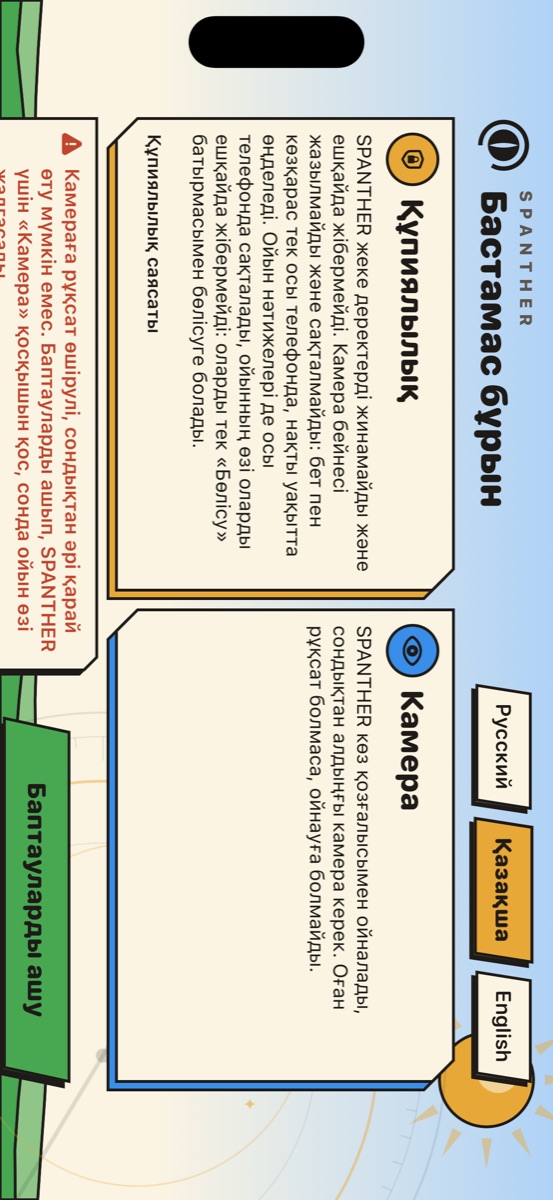 SPANTHER
Бастамас бұрын
Русский
Қазақша
English
Құпиялылық
SPANTHER жеке деректерді жинамайды және
ешқайда жібермейді. Камера бейнесі
жазылмайды және сақталмайды: бет пен
көзқарас тек осы телефонда, нақты уақытта
өңделеді. Ойын нәтижелері де осы
телефонда сақталады, ойынның өзі оларды
ешқайда жібермейді: оларды тек «Бөлісу»
батырмасымен бөлісуге болады.
Құпиялылық саясаты
Камера
SPANTHER көз қозғалысымен ойналады,
сондықтан алдыңғы камера керек. Оған
рұқсат болмаса, ойнауға болмайды.
Камераға рұқсат өшірулі, сондықтан әрі қарай
өту мүмкін емес. Баптауларды ашып, SPANTHER
үшін «Камера» қосқышын қос, сонда ойын өзі
жалғасады.
Баптауларды ашу